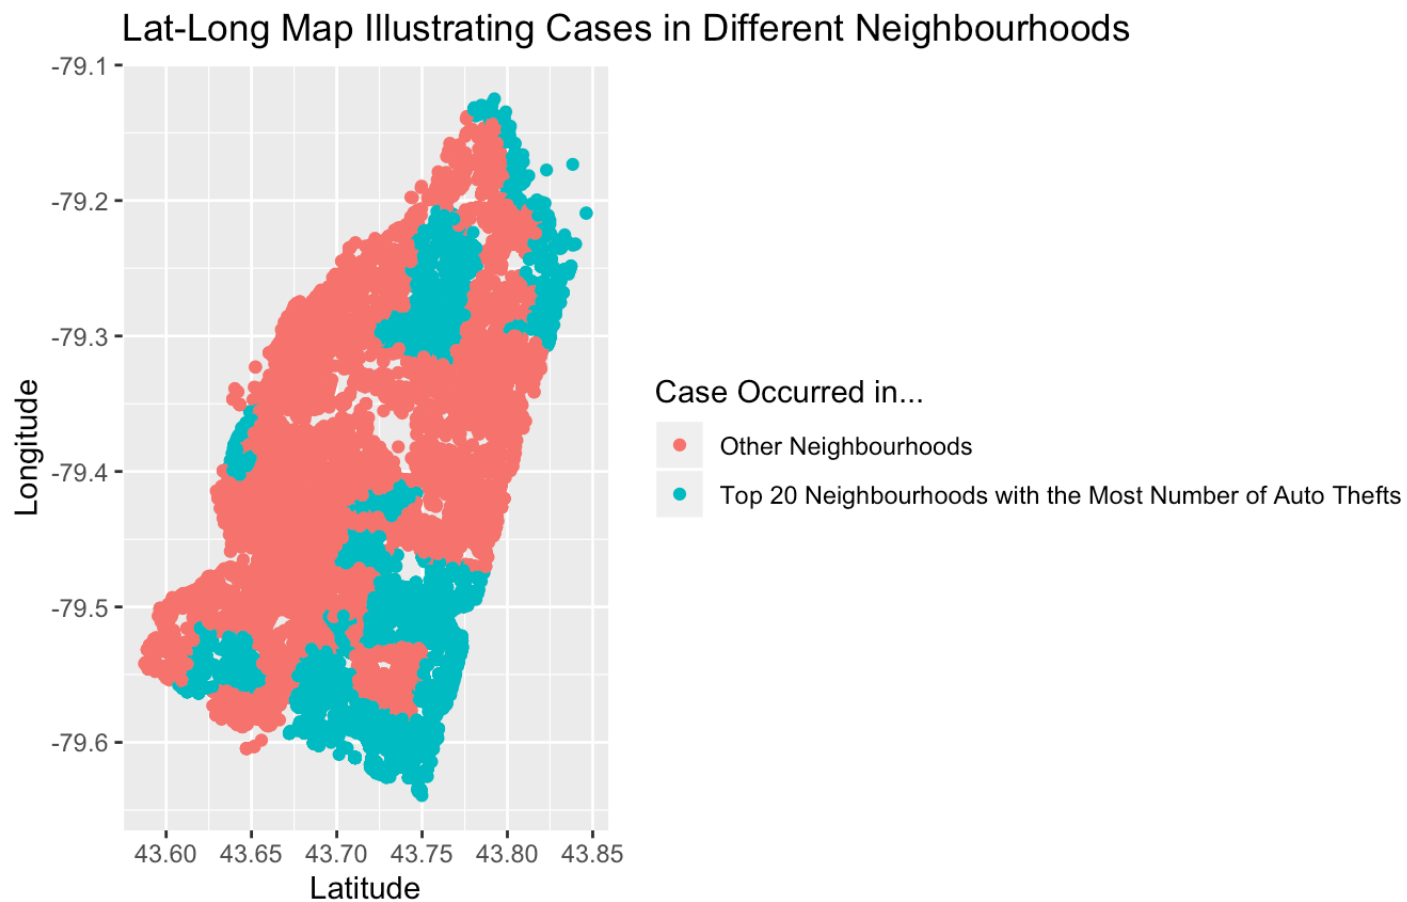 Lat-Long Map Illustrating Cases in Different Neighbourhoods
-79.1
-79.2
-79.3
-79.4
-79.5
-79.6
Longitude
43.60 43.65 43.70 43.75 43.80 43.85
Latitude
Case Occurred in...
Other Neighbourhoods
Top 20 Neighbourhoods with the Most Number of Auto Thefts